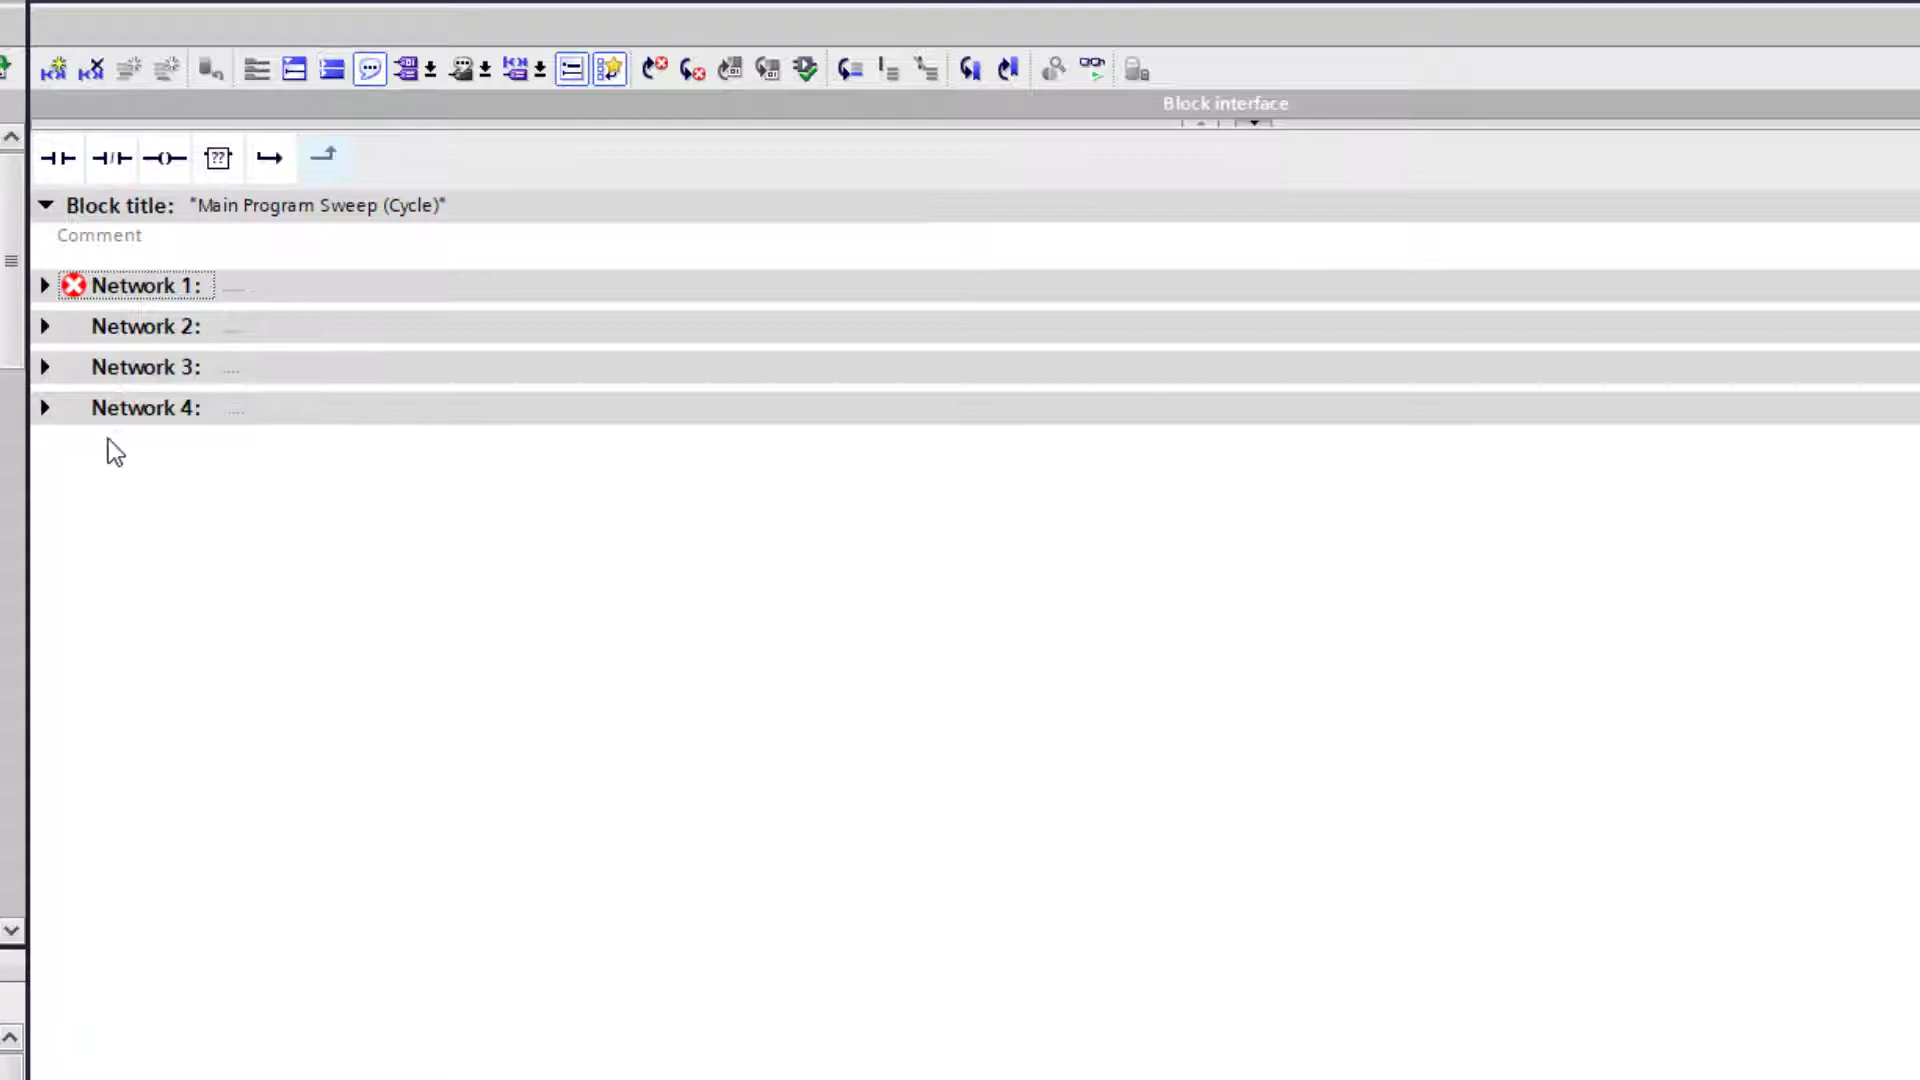 Block interface
??
Block title: "Main Program Sweep (Cycle)"
Comment
Network 1: .....
Network 2: .....
Network 3: .....
Network 4: .....